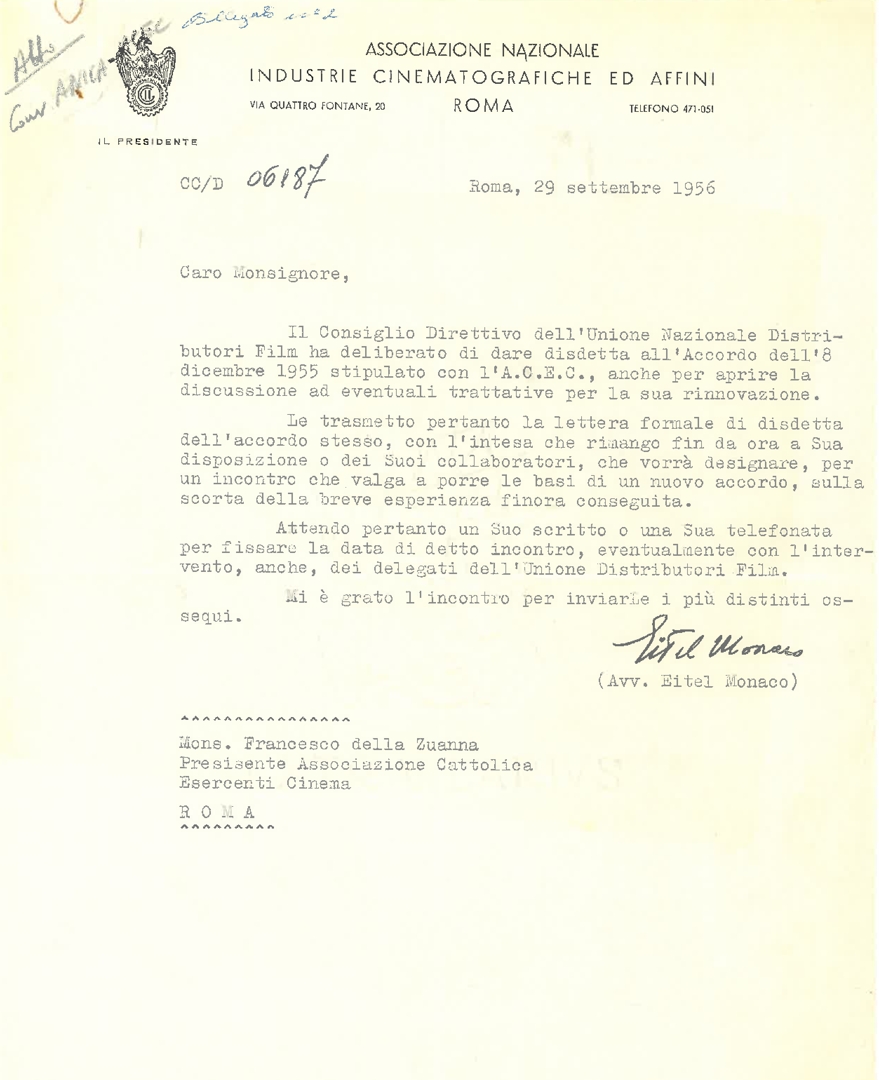 Allegato n° 2
ASSOCIAZIONE NAZIONALE
INDUSTRIE CINEMATOGRAFICHE ED AFFINI
VIA QUATTRO FONTANE, 20 ROMA TELEFONO 471-051
IL PRESIDENTE
CC/D 06187 Roma, 29 settembre 1956
Caro Monsignore,
Il Consiglio Direttivo dell'Unione Nazionale Distri-
butori Film ha deliberato di dare disdetta all'Accordo dell'8
dicembre 1955 stipulato con l'A.C.E.C., anche per aprire la
discussione ad eventuali trattative per la sua rinnovazione.
Le trasmetto pertanto la lettera formale di disdetta
dell'accordo stesso, con l'intesa che rimango fin da ora a Sua
disposizione o dei Suoi collaboratori, che vorrà designare, per
un incontro che valga a porre le basi di un nuovo accordo, sulla
scorta della breve esperienza finora conseguita.
Attendo pertanto un Suo scritto o una Sua telefonata
per fissare la data di detto incontro, eventualmente con l'inter-
vento, anche, dei delegati dell'Unione Distributori Film.
Mi è grato l'incontro per inviarLe i più distinti os-
sequi.
Eitel Monaco
(Avv. Eitel Monaco)
Mons. Francesco della Zuanna
Presisente Associazione Cattolica
Esercenti Cinema
R O M A